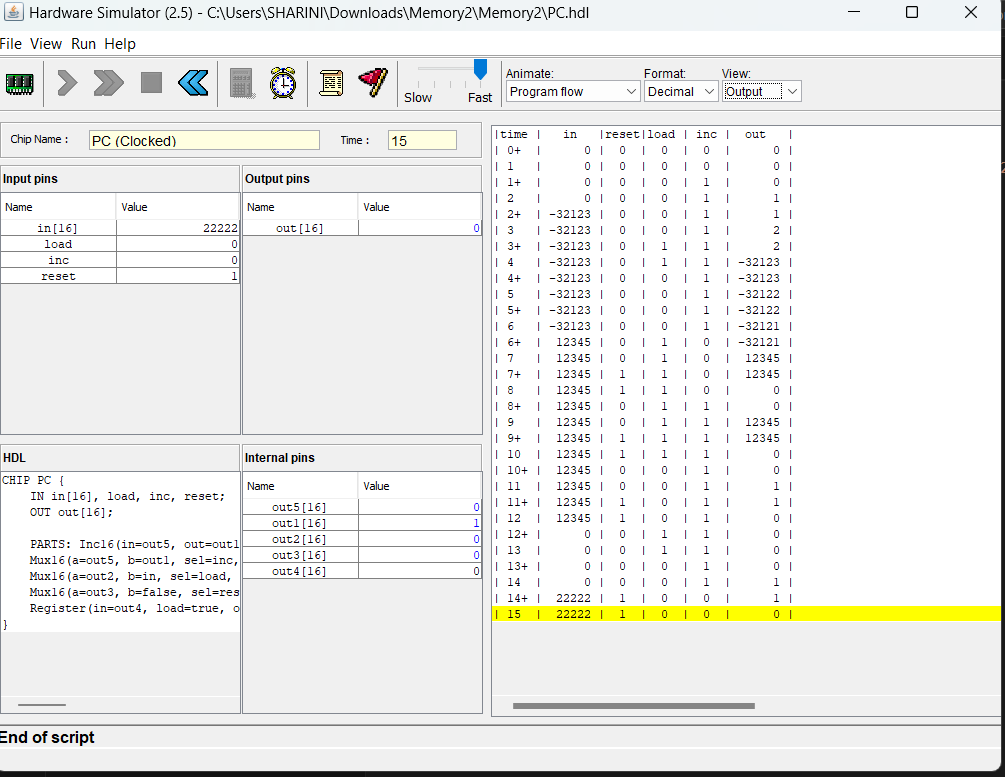 Hardware Simulator (2.5) - C:\Users\SHARINI\Downloads\Memory2\Memory2\PC.hdl
File View Run Help
Slow Fast
Animate: Format: View:
Program flow Decimal Output
Chip Name : PC (Clocked) Time : 15
Input pins
Name Value
in[16] 22222
load 0
inc 0
reset 1
Output pins
Name Value
out[16] 0
HDL
CHIP PC {
IN in[16], load, inc, reset;
OUT out[16];
PARTS: Inc16(in=out5, out=out1
Mux16(a=out5, b=out1, sel=inc,
Mux16(a=out2, b=in, sel=load,
Mux16(a=out3, b=false, sel=res
Register(in=out4, load=true, o
}
Internal pins
Name Value
out5[16] 0
out1[16] 1
out2[16] 0
out3[16] 0
out4[16] 0
|time | in |reset|load | inc | out |
| 0+ | 0 | 0 | 0 | 0 | 0 |
| 1 | 0 | 0 | 0 | 0 | 0 |
| 1+ | 0 | 0 | 0 | 1 | 0 |
| 2 | 0 | 0 | 0 | 1 | 1 |
| 2+ | -32123 | 0 | 0 | 1 | 1 |
| 3 | -32123 | 0 | 0 | 1 | 2 |
| 3+ | -32123 | 0 | 1 | 1 | 2 |
| 4 | -32123 | 0 | 1 | 1 | -32123 |
| 4+ | -32123 | 0 | 0 | 1 | -32123 |
| 5 | -32123 | 0 | 0 | 1 | -32122 |
| 5+ | -32123 | 0 | 0 | 1 | -32122 |
| 6 | -32123 | 0 | 0 | 1 | -32121 |
| 6+ | 12345 | 0 | 1 | 0 | -32121 |
| 7 | 12345 | 0 | 1 | 0 | 12345 |
| 7+ | 12345 | 1 | 1 | 0 | 12345 |
| 8 | 12345 | 1 | 1 | 0 | 0 |
| 8+ | 12345 | 0 | 1 | 1 | 0 |
| 9 | 12345 | 0 | 1 | 1 | 12345 |
| 9+ | 12345 | 1 | 1 | 1 | 12345 |
| 10 | 12345 | 1 | 1 | 1 | 0 |
| 10+ | 12345 | 0 | 0 | 1 | 0 |
| 11 | 12345 | 0 | 0 | 1 | 1 |
| 11+ | 12345 | 1 | 0 | 1 | 1 |
| 12 | 12345 | 1 | 0 | 1 | 0 |
| 12+ | 0 | 0 | 1 | 1 | 0 |
| 13 | 0 | 0 | 1 | 1 | 0 |
| 13+ | 0 | 0 | 0 | 1 | 0 |
| 14 | 0 | 0 | 0 | 1 | 1 |
| 14+ | 22222 | 1 | 0 | 0 | 1 |
| 15 | 22222 | 1 | 0 | 0 | 0 |
End of script